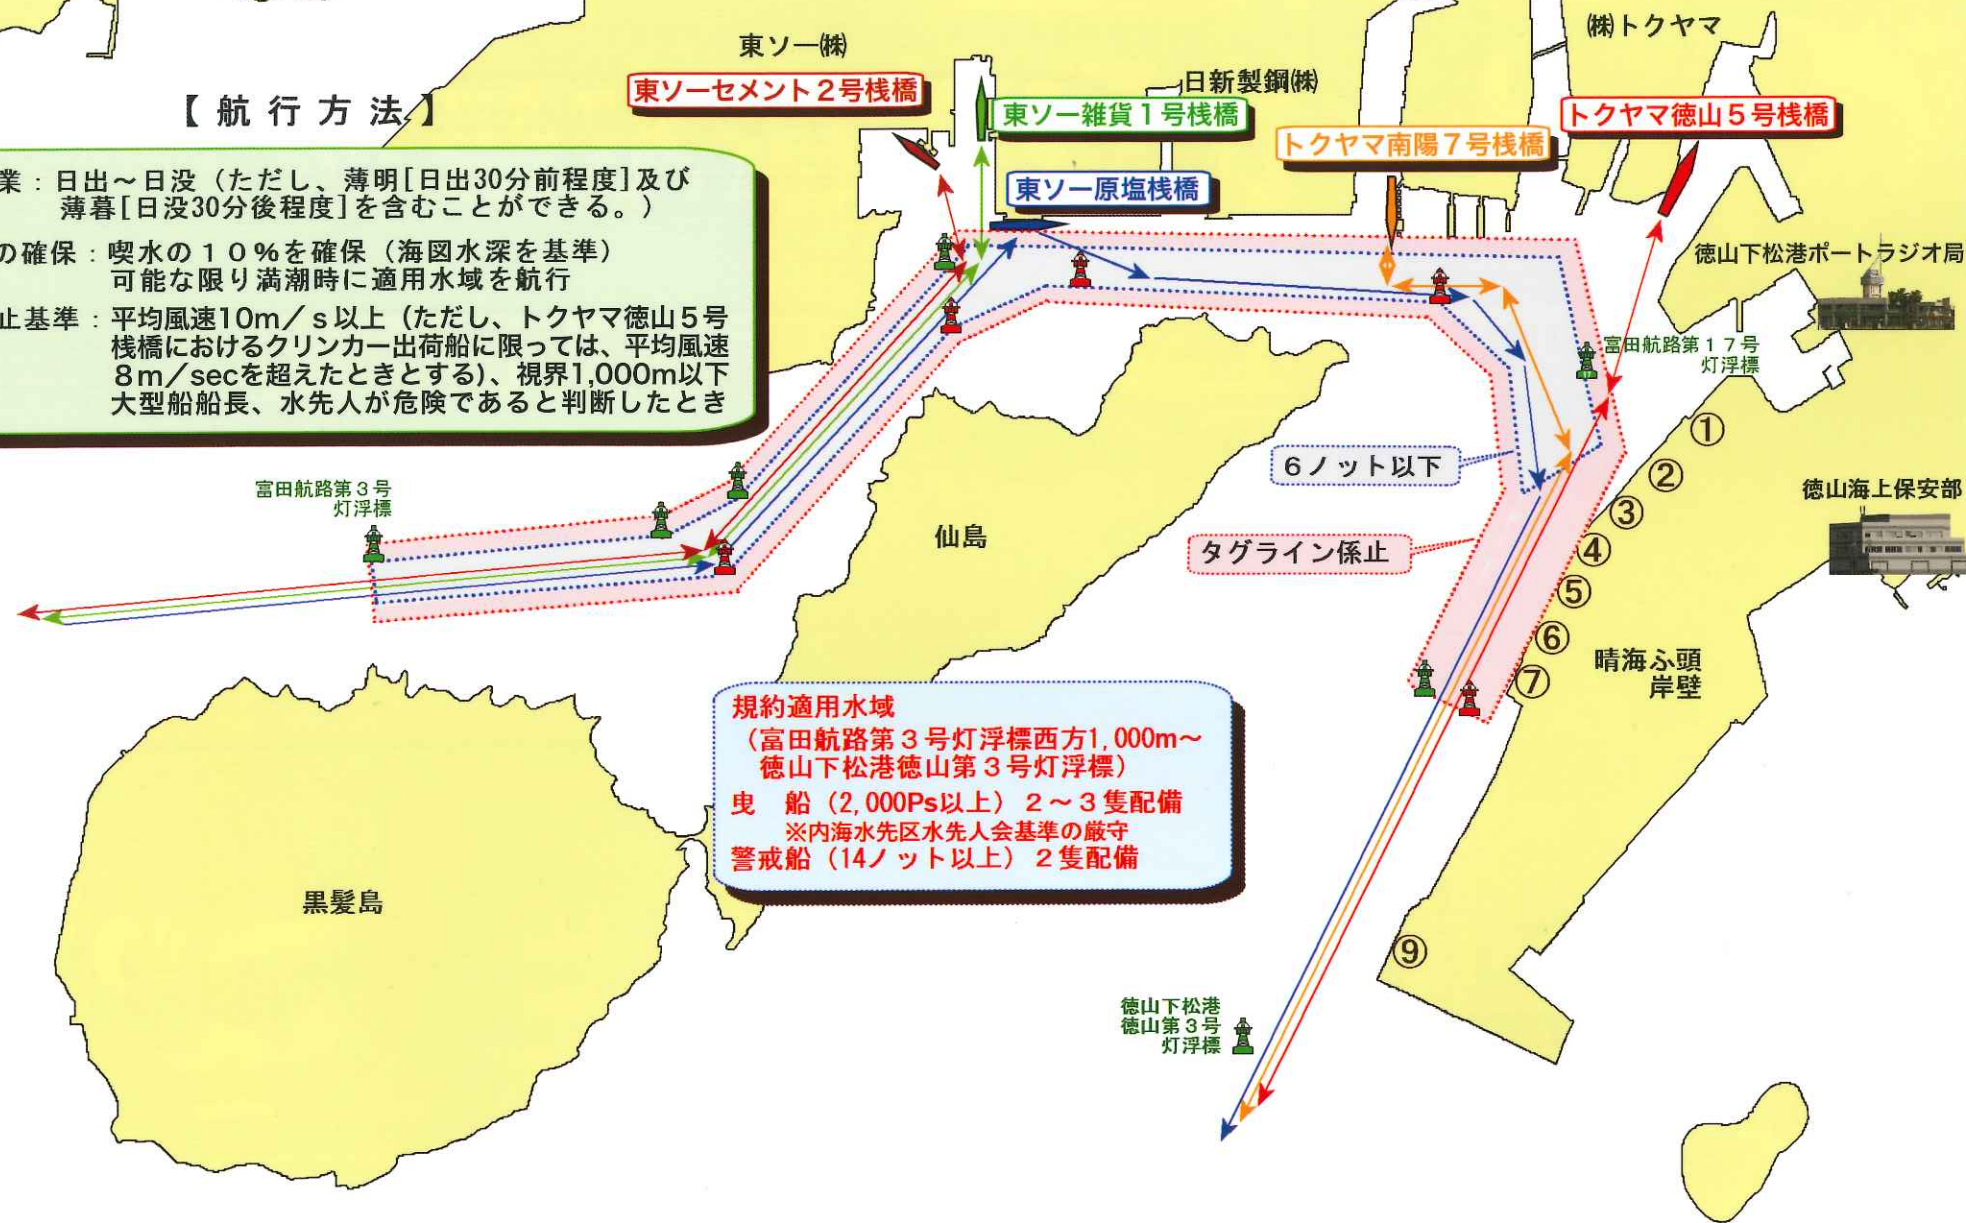 東ソー㈱
㈱トクヤマ
東ソーセメント２号桟橋
日新製鋼㈱
東ソー雑貨１号桟橋
トクヤマ徳山５号桟橋
トクヤマ南陽７号桟橋
東ソー原塩桟橋
【航行方法】
業：日出～日没（ただし、薄明[日出30分前程度]及び
薄暮[日没30分後程度]を含むことができる。）
の確保：喫水の１０％を確保（海図水深を基準）
可能な限り満潮時に適用水域を航行
止基準：平均風速10m／ｓ以上（ただし、トクヤマ徳山５号
桟橋におけるクリンカー出荷船に限っては、平均風速
８m／secを超えたときとする）、視界1,000m以下
大型船船長、水先人が危険であると判断したとき
徳山下松港ポートラジオ局
富田航路第１７号
灯浮標
①
②
③
④
⑤
⑥
⑦
⑨
６ノット以下
タグライン係止
徳山海上保安部
富田航路第３号
灯浮標
仙島
晴海ふ頭
岸壁
規約適用水域
（富田航路第３号灯浮標西方1,000m～
徳山下松港徳山第３号灯浮標）
曳　船（2,000Ps以上）２～３隻配備
※内海水先区水先人会基準の厳守
警戒船（14ノット以上）２隻配備
黒髪島
徳山下松港
徳山第３号
灯浮標